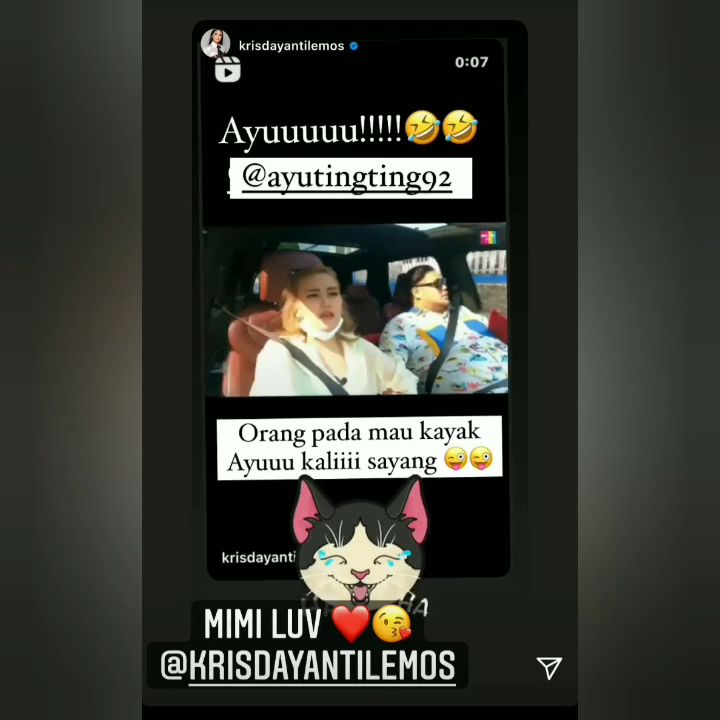 krisdayantilemos
0:07
Ayuuuuu!!!!!🤣🤣
@ayutingting92
Orang pada mau kayak
Ayuuu kaliiii sayang 😜😜
krisdayanti
MIMI LUV ❤️😘
@KRISDAYANTILEMOS